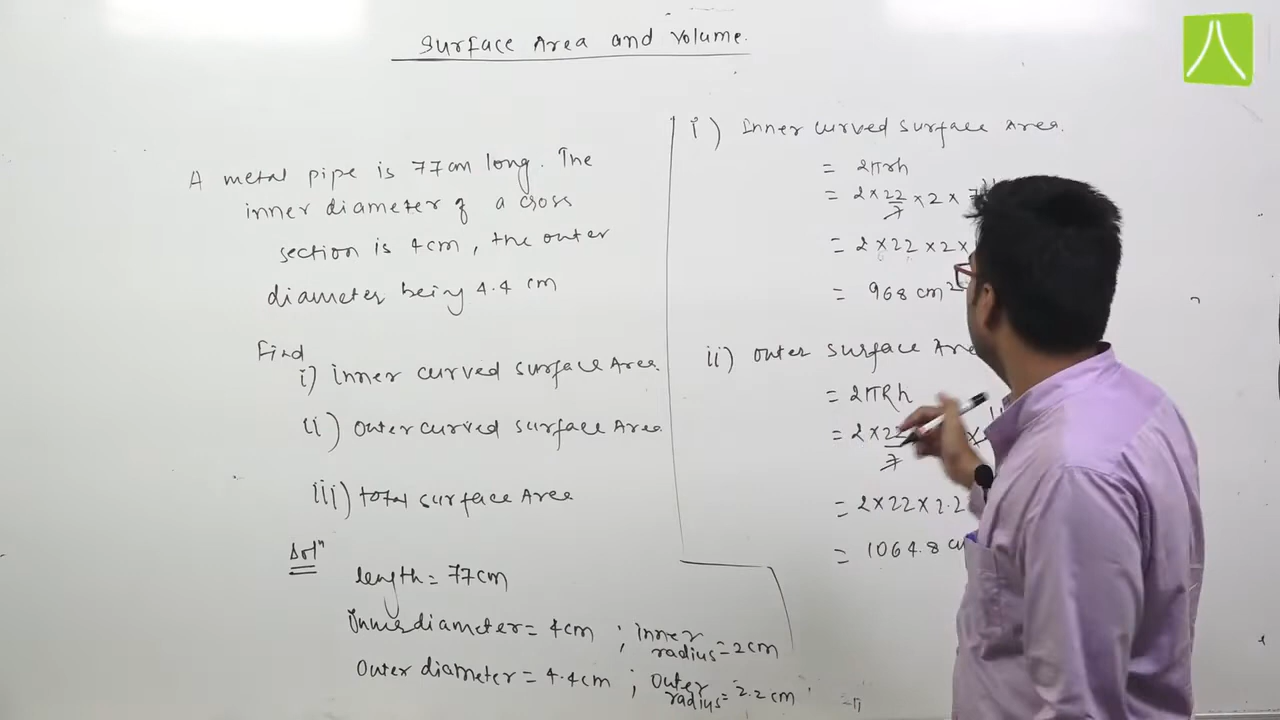 Surface Area and Volume.
A metal pipe is 77cm long. The
inner diameter of a cross
section is 4cm, the outer
diameter being 4.4 cm
Find
i) inner curved surface Area.
ii) outer curved surface Area.
iii) total surface Area
Solⁿ
length = 77cm
Inner diameter = 4cm ; inner radius = 2cm
Outer diameter = 4.4cm ; outer radius = 2.2 cm
i) Inner curved surface Area.
= 2πrh
= 2 × 22/7 × 2 ×
= 2 × 22 × 2 ×
= 968 cm²
ii) outer surface Area
= 2πRh
= 2 ×
= 2 × 22 × 2.2
= 1064.8